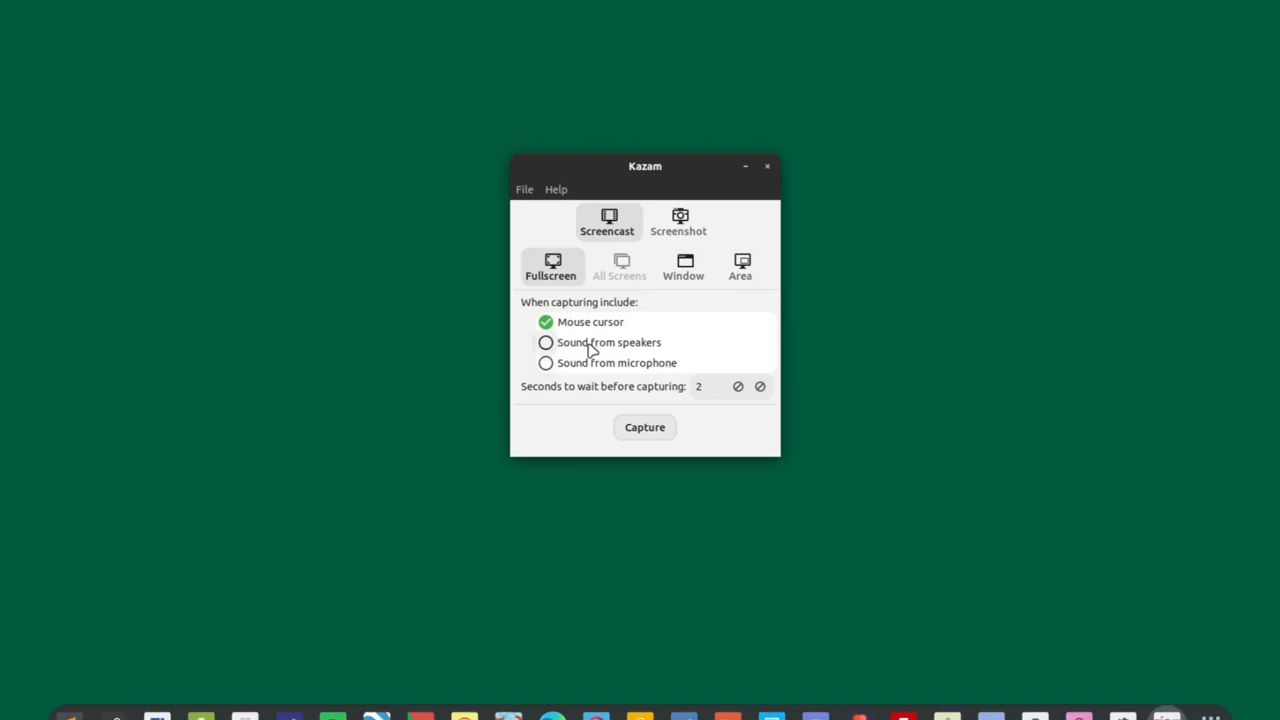 Kazam
File Help
Screencast Screenshot
Fullscreen All Screens Window Area
When capturing include:
Mouse cursor
Sound from speakers
Sound from microphone
Seconds to wait before capturing: 2
Capture